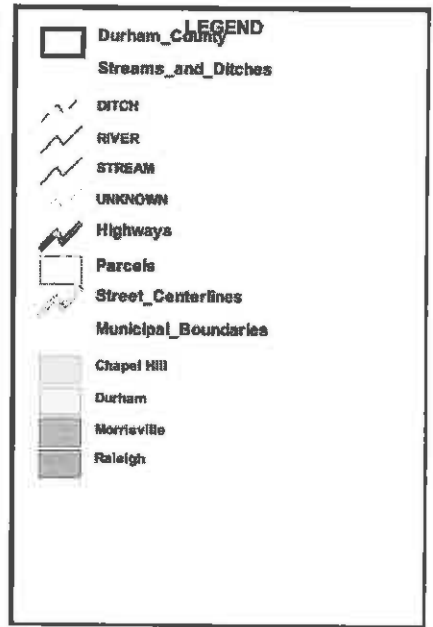 LEGEND
Durham_County
Streams_and_Ditches
DITCH
RIVER
STREAM
UNKNOWN
Highways
Parcels
Street_Centerlines
Municipal_Boundaries
Chapel Hill
Durham
Morrisville
Raleigh